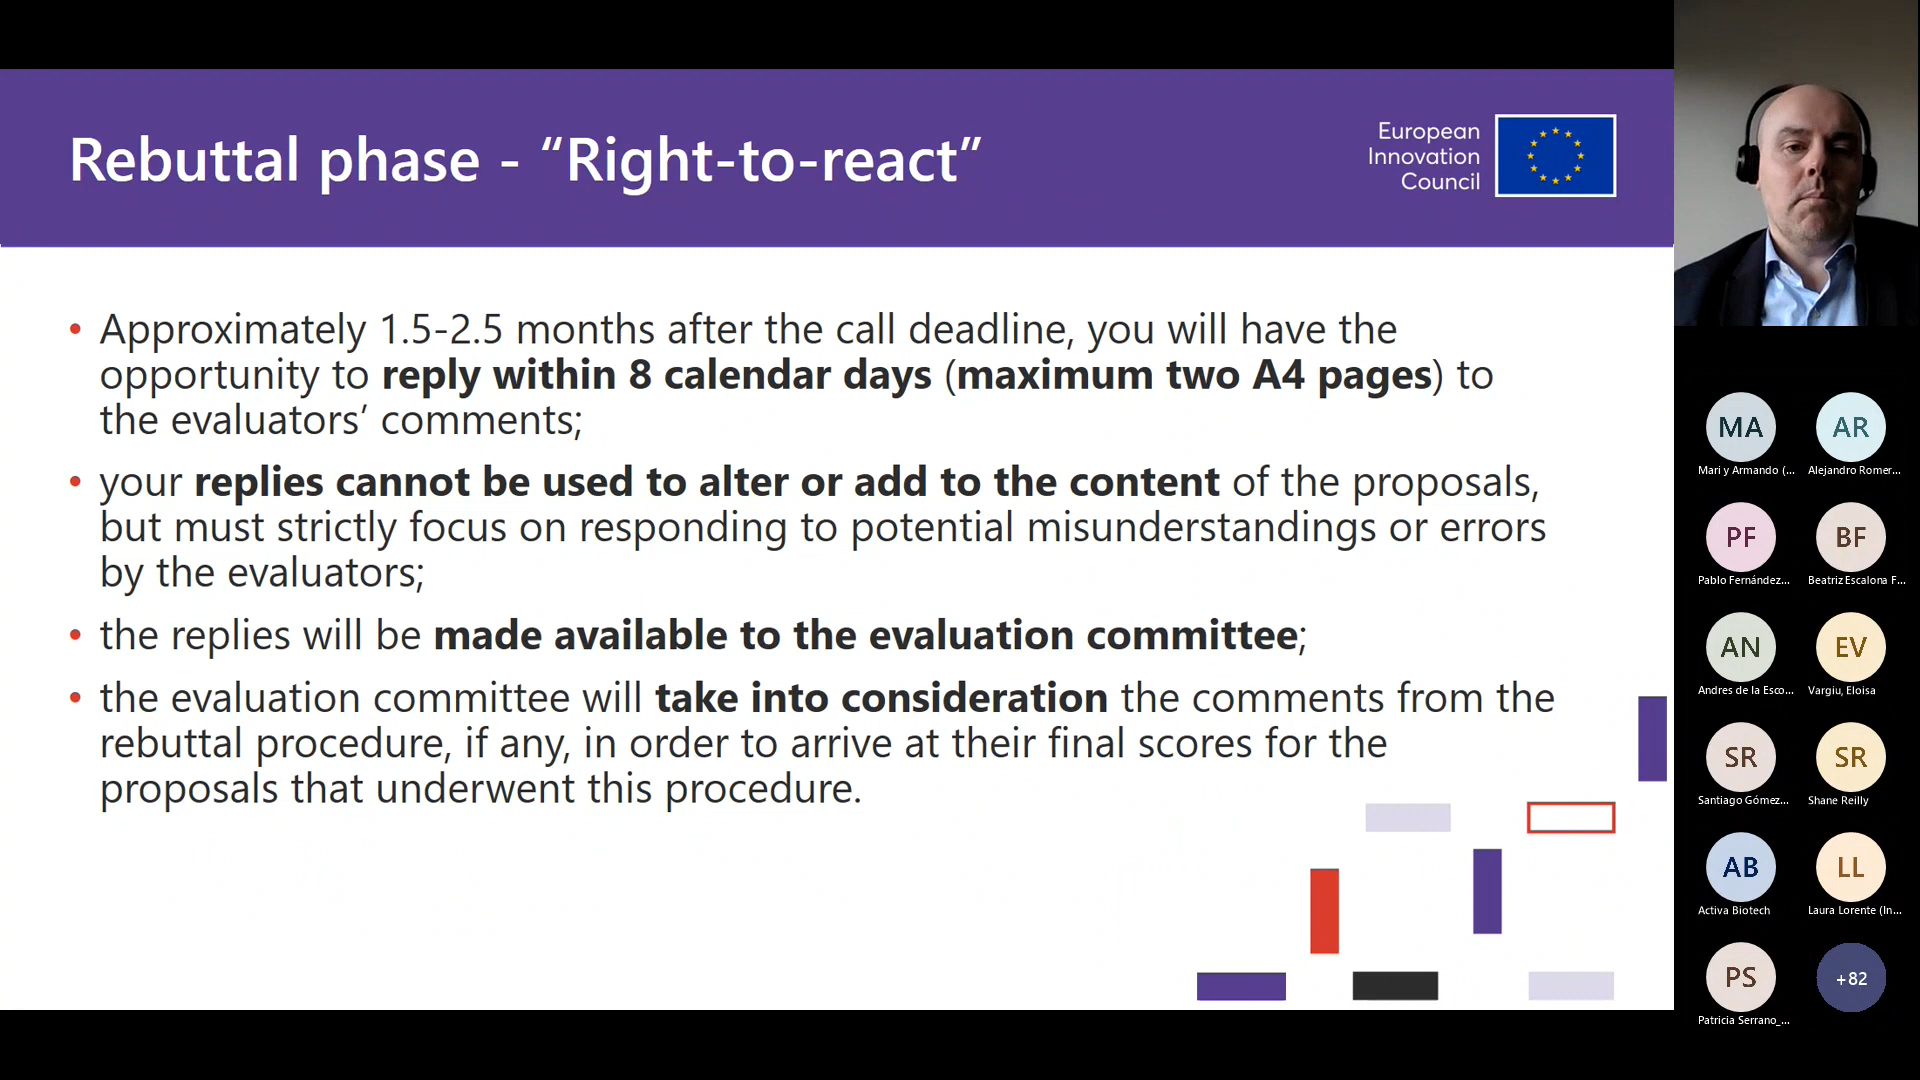 Rebuttal phase - “Right-to-react”
European
Innovation
Council
• Approximately 1.5-2.5 months after the call deadline, you will have the
opportunity to reply within 8 calendar days (maximum two A4 pages) to
the evaluators’ comments;
• your replies cannot be used to alter or add to the content of the proposals,
but must strictly focus on responding to potential misunderstandings or errors
by the evaluators;
• the replies will be made available to the evaluation committee;
• the evaluation committee will take into consideration the comments from the
rebuttal procedure, if any, in order to arrive at their final scores for the
proposals that underwent this procedure.
MA
Mari y Armando (...
AR
Alejandro Romer...
PF
Pablo Fernández...
BF
Beatriz Escalona F...
AN
Andres de la Esco...
EV
Vargiu, Eloisa
SR
Santiago Gómez...
SR
Shane Reilly
AB
Activa Biotech
LL
Laura Lorente (In...
PS
Patricia Serrano_...
+82